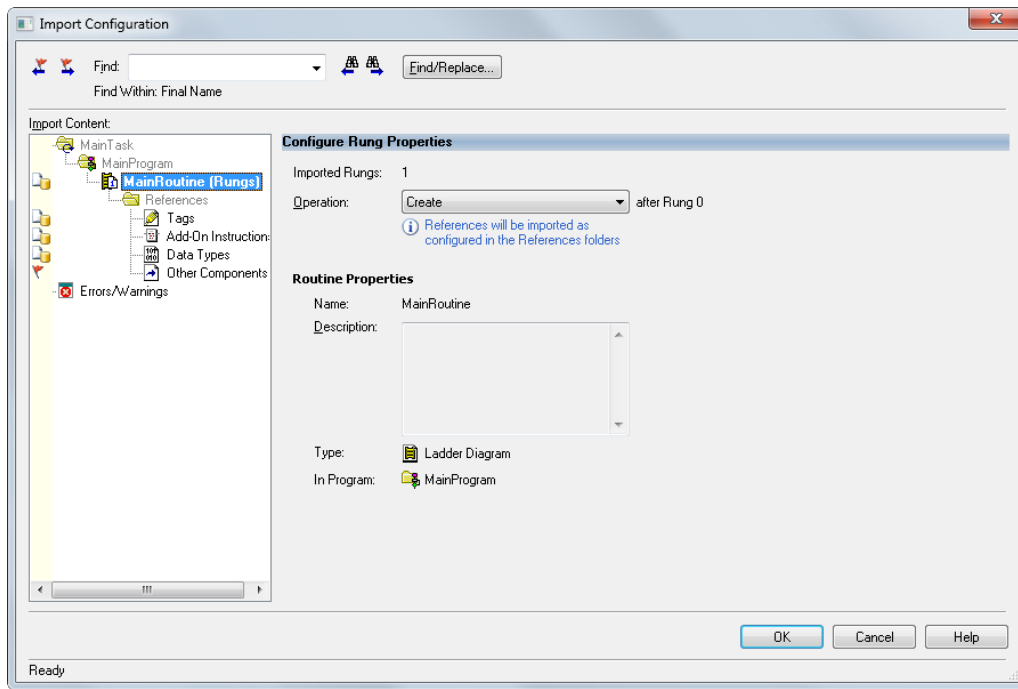 Import Configuration
Find:
Find/Replace...
Find Within: Final Name
Import Content:
MainTask
MainProgram
MainRoutine (Rungs)
References
Tags
Add-On Instruction
Data Types
Other Components
Errors/Warnings
Configure Rung Properties
Imported Rungs: 1
Operation: Create after Rung 0
References will be imported as
configured in the References folders
Routine Properties
Name: MainRoutine
Description:
Type: Ladder Diagram
In Program: MainProgram
OK Cancel Help
Ready